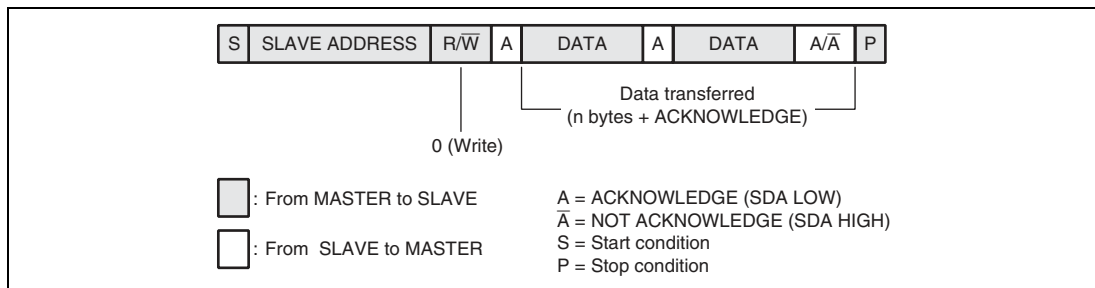 S SLAVE ADDRESS R/W̅ A DATA A DATA A/A̅ P
Data transferred
(n bytes + ACKNOWLEDGE)
0 (Write)
: From MASTER to SLAVE
: From SLAVE to MASTER
A = ACKNOWLEDGE (SDA LOW)
A̅ = NOT ACKNOWLEDGE (SDA HIGH)
S = Start condition
P = Stop condition